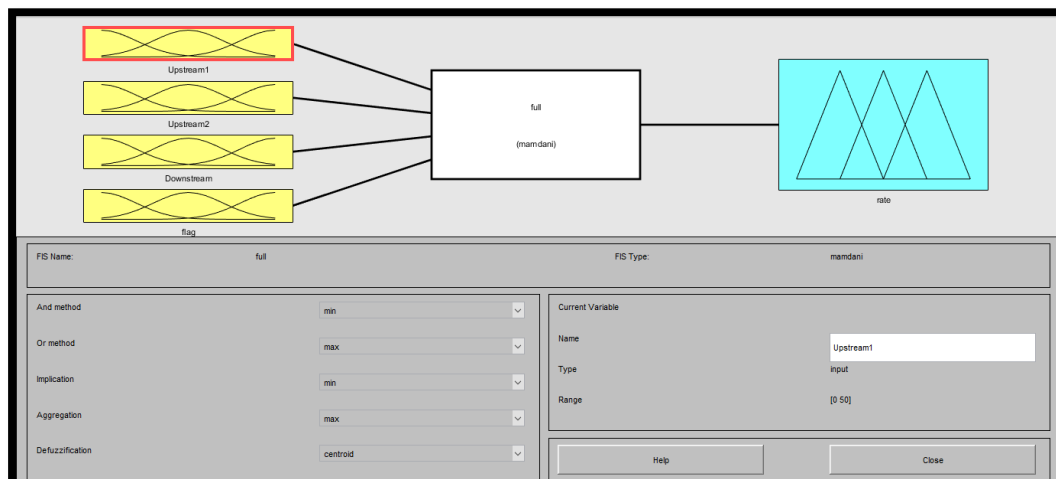 Upstream1
Upstream2
Downstream
flag
full
(mamdani)
rate
FIS Name: full FIS Type: mamdani
And method min
Or method max
Implication min
Aggregation max
Defuzzification centroid
Current Variable
Name Upstream1
Type input
Range [0 50]
Help Close